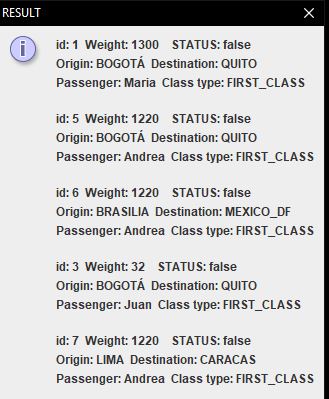 RESULT
id: 1 Weight: 1300 STATUS: false
Origin: BOGOTÁ Destination: QUITO
Passenger: Maria Class type: FIRST_CLASS
id: 5 Weight: 1220 STATUS: false
Origin: BOGOTÁ Destination: QUITO
Passenger: Andrea Class type: FIRST_CLASS
id: 6 Weight: 1220 STATUS: false
Origin: BRASILIA Destination: MEXICO_DF
Passenger: Andrea Class type: FIRST_CLASS
id: 3 Weight: 32 STATUS: false
Origin: BOGOTÁ Destination: QUITO
Passenger: Juan Class type: FIRST_CLASS
id: 7 Weight: 1220 STATUS: false
Origin: LIMA Destination: CARACAS
Passenger: Andrea Class type: FIRST_CLASS